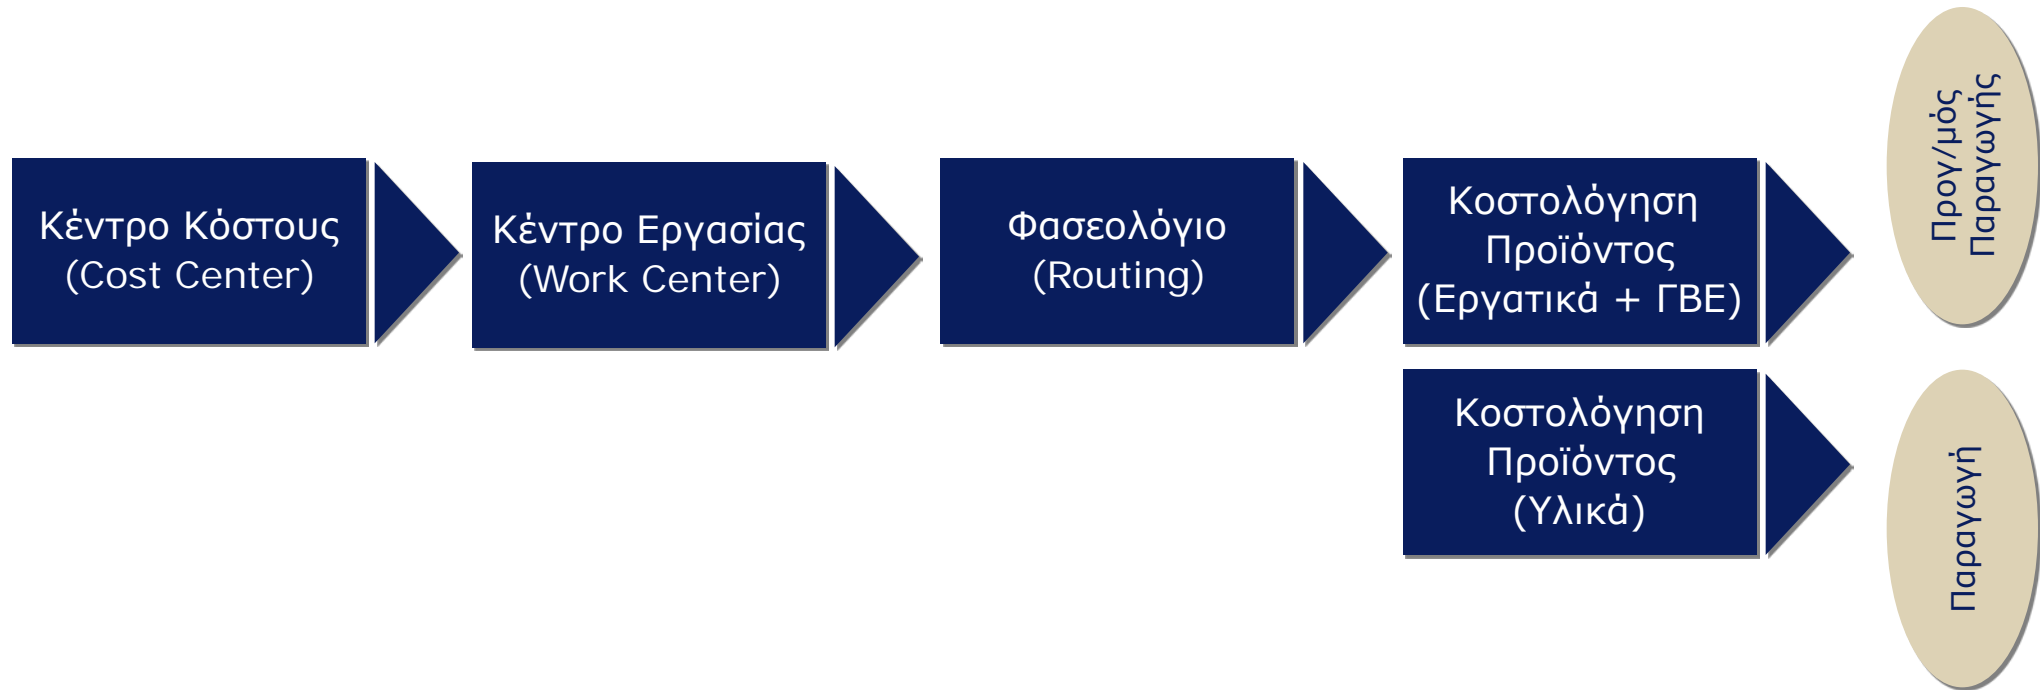 Κέντρο Κόστους
(Cost Center)
Κέντρο Εργασίας
(Work Center)
Φασεολόγιο
(Routing)
Κοστολόγηση
Προϊόντος
(Εργατικά + ΓΒΕ)
Κοστολόγηση
Προϊόντος
(Υλικά)
Προγ/μός
Παραγωγής
Παραγωγή